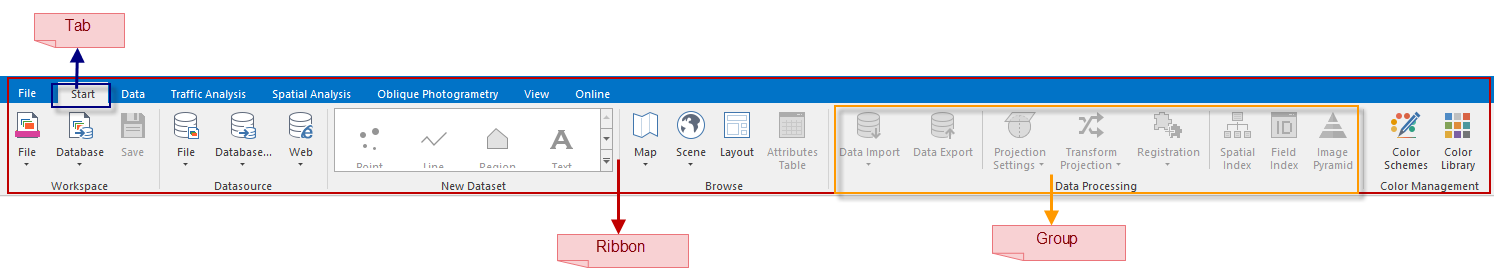 Tab
File Start Data Traffic Analysis Spatial Analysis Oblique Photogrametry View Online
File Database Save File Database... Web Point Line Region Text Map Scene Layout Attributes Table Data Import Data Export Projection Settings Transform Projection Registration Spatial Index Field Index Image Pyramid Color Schemes Color Library
Workspace Datasource New Dataset Browse Data Processing Color Management
Ribbon Group